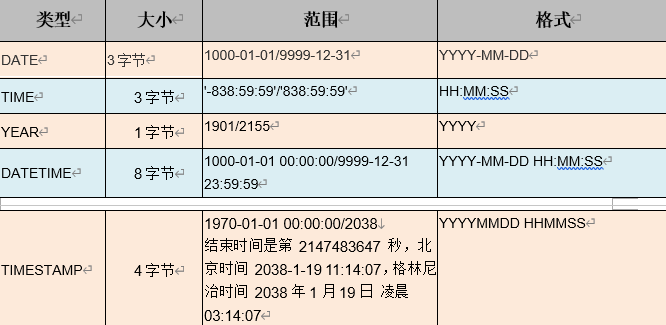 类型 大小 范围 格式
DATE 3字节 1000-01-01/9999-12-31 YYYY-MM-DD
TIME 3字节 '-838:59:59'/'838:59:59' HH:MM:SS
YEAR 1字节 1901/2155 YYYY
DATETIME 8字节 1000-01-01 00:00:00/9999-12-31 YYYY-MM-DD HH:MM:SS
23:59:59
1970-01-01 00:00:00/2038 YYYYMMDD HHMMSS
结束时间是第 2147483647 秒，北
TIMESTAMP 4字节 京时间 2038-1-19 11:14:07，格林尼
治时间 2038 年 1 月 19 日 凌晨
03:14:07